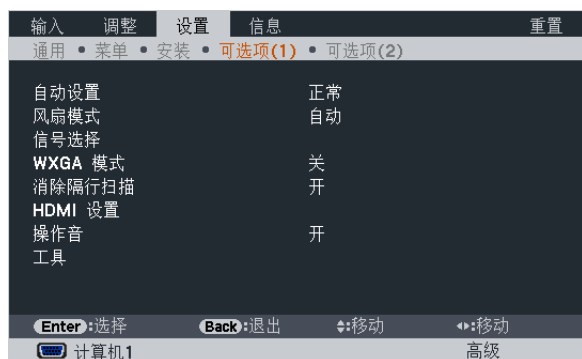 输入 调整 设置 信息 重置
通用 • 菜单 • 安装 • 可选项(1) • 可选项(2)
自动设置 正常
风扇模式 自动
信号选择
WXGA 模式 关
消除隔行扫描 开
HDMI 设置
操作音 开
工具
Enter:选择 Back:退出 :移动 :移动
计算机1 高级